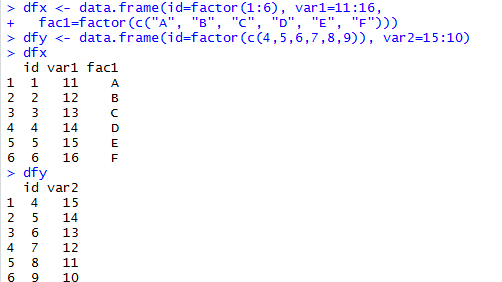 > dfx <- data.frame(id=factor(1:6), var1=11:16,
+   fac1=factor(c("A", "B", "C", "D", "E", "F")))
> dfy <- data.frame(id=factor(c(4,5,6,7,8,9)), var2=15:10)
> dfx
  id var1 fac1
1  1   11    A
2  2   12    B
3  3   13    C
4  4   14    D
5  5   15    E
6  6   16    F
> dfy
  id var2
1  4   15
2  5   14
3  6   13
4  7   12
5  8   11
6  9   10